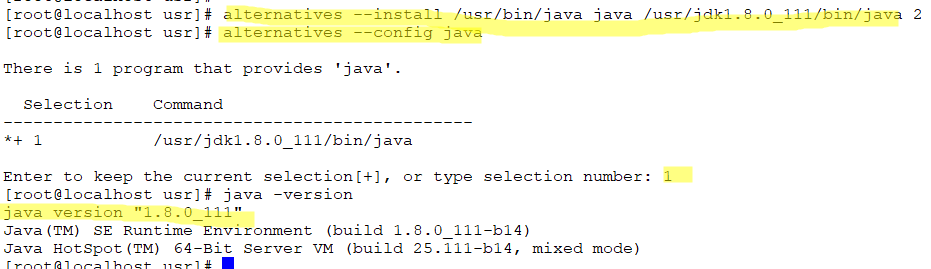 [root@localhost usr]#
[root@localhost usr]# alternatives --install /usr/bin/java java /usr/jdk1.8.0_111/bin/java 2
[root@localhost usr]# alternatives --config java
There is 1 program that provides 'java'.
Selection Command
-----------------------------------------------
*+ 1 /usr/jdk1.8.0_111/bin/java
Enter to keep the current selection[+], or type selection number: 1
[root@localhost usr]# java -version
java version "1.8.0_111"
Java(TM) SE Runtime Environment (build 1.8.0_111-b14)
Java HotSpot(TM) 64-Bit Server VM (build 25.111-b14, mixed mode)
[root@localhost usr]#